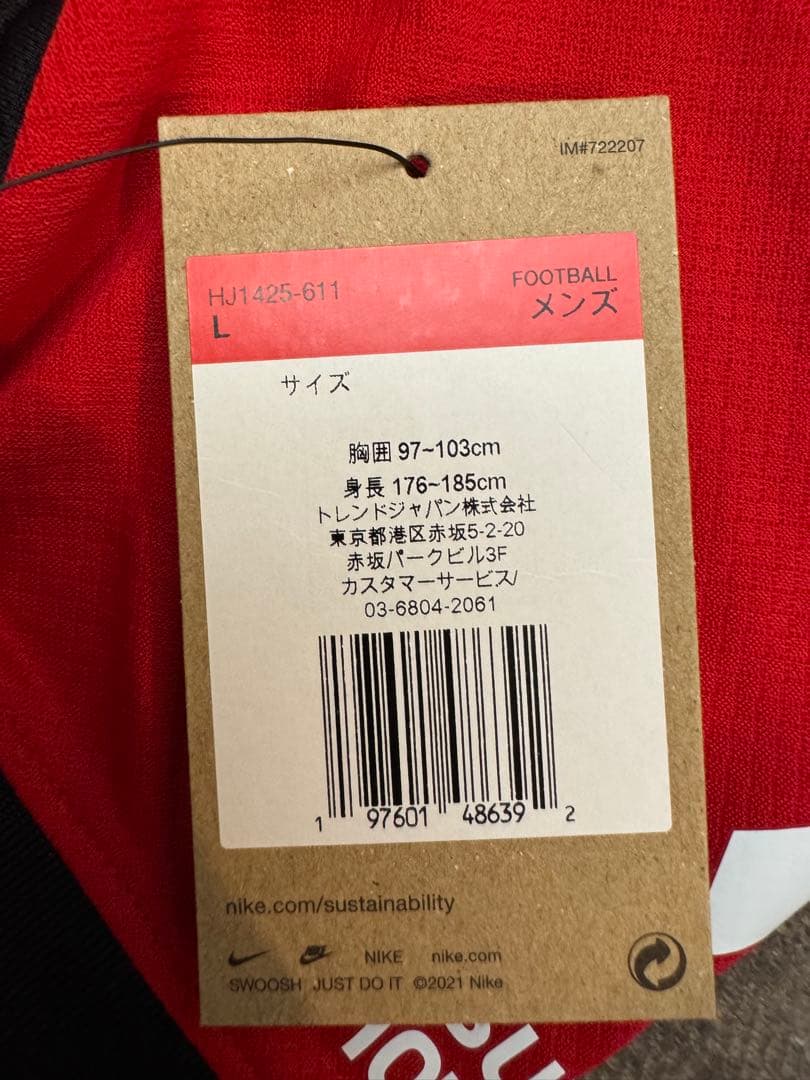 IM#722207
HJ1425-611
FOOTBALL
L
メンズ
サイズ
胸囲 97~103cm
身長 176~185cm
トレンドジャパン株式会社
東京都港区赤坂5-2-20
赤坂パークビル3F
カスタマーサービス/
03-6804-2061
1 97601 48639 2
nike.com/sustainability
NIKE nike.com
SWOOSH JUST DO IT ©2021 Nike